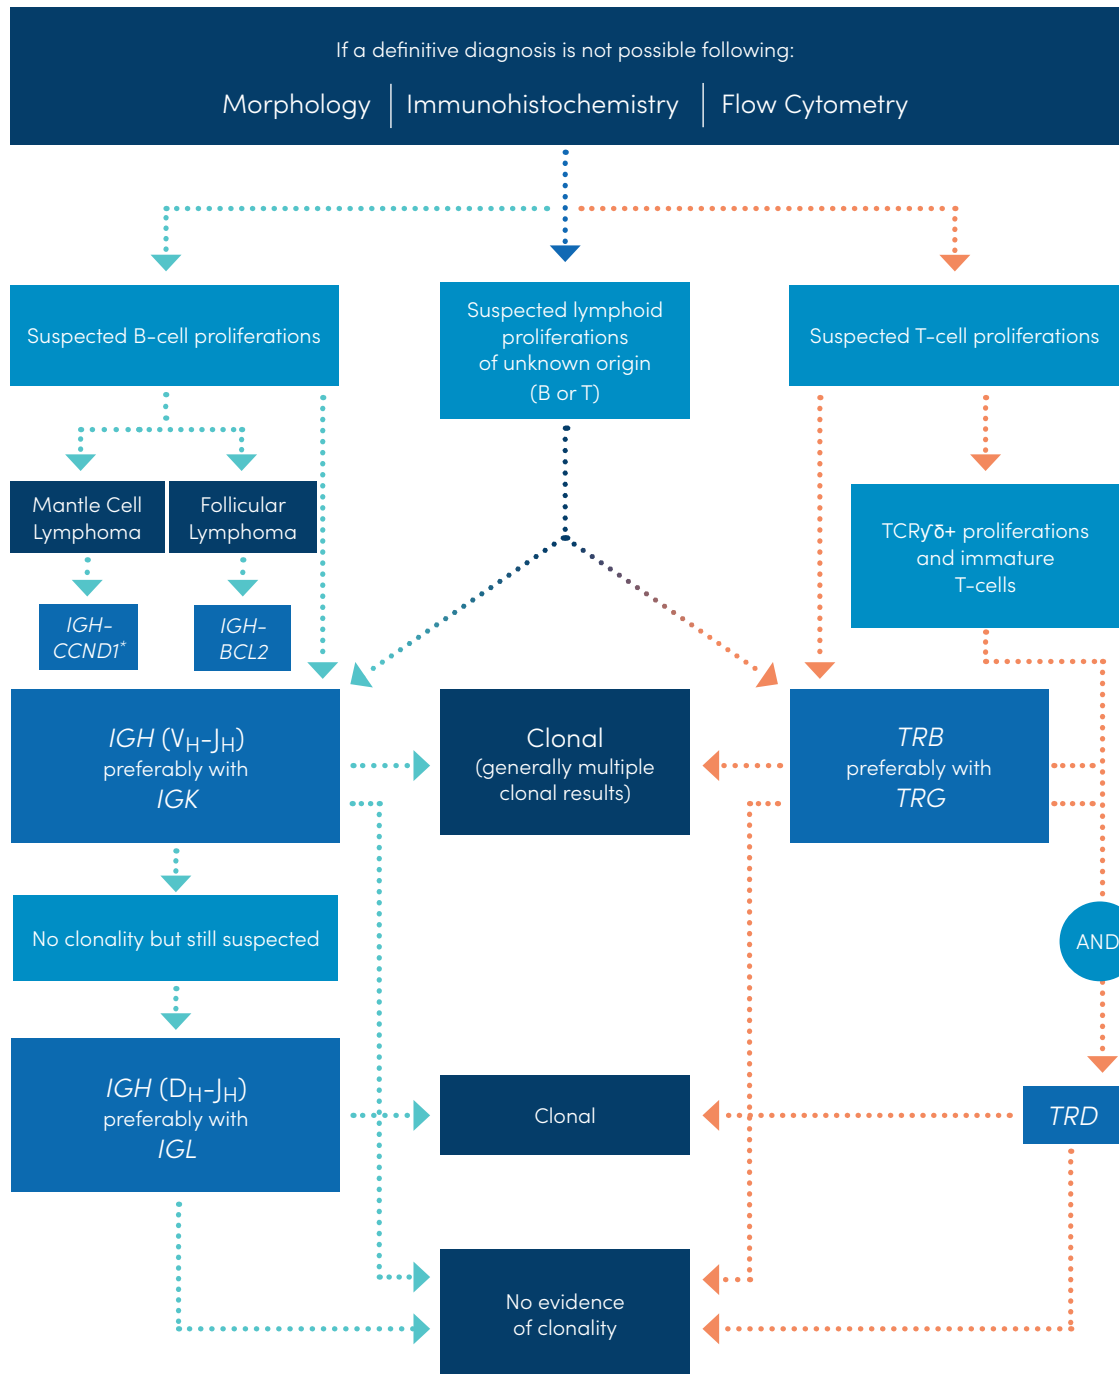 If a definitive diagnosis is not possible following:
Morphology | Immunohistochemistry | Flow Cytometry
Suspected B-cell proliferations
Suspected lymphoid
proliferations
of unknown origin
(B or T)
Suspected T-cell proliferations
Mantle Cell
Lymphoma
Follicular
Lymphoma
TCRγδ+ proliferations
and immature
T-cells
IGH-
CCND1*
IGH-
BCL2
IGH (VH-JH)
preferably with
IGK
Clonal
(generally multiple
clonal results)
TRB
preferably with
TRG
No clonality but still suspected
AND
IGH (DH-JH)
preferably with
IGL
Clonal
TRD
No evidence
of clonality